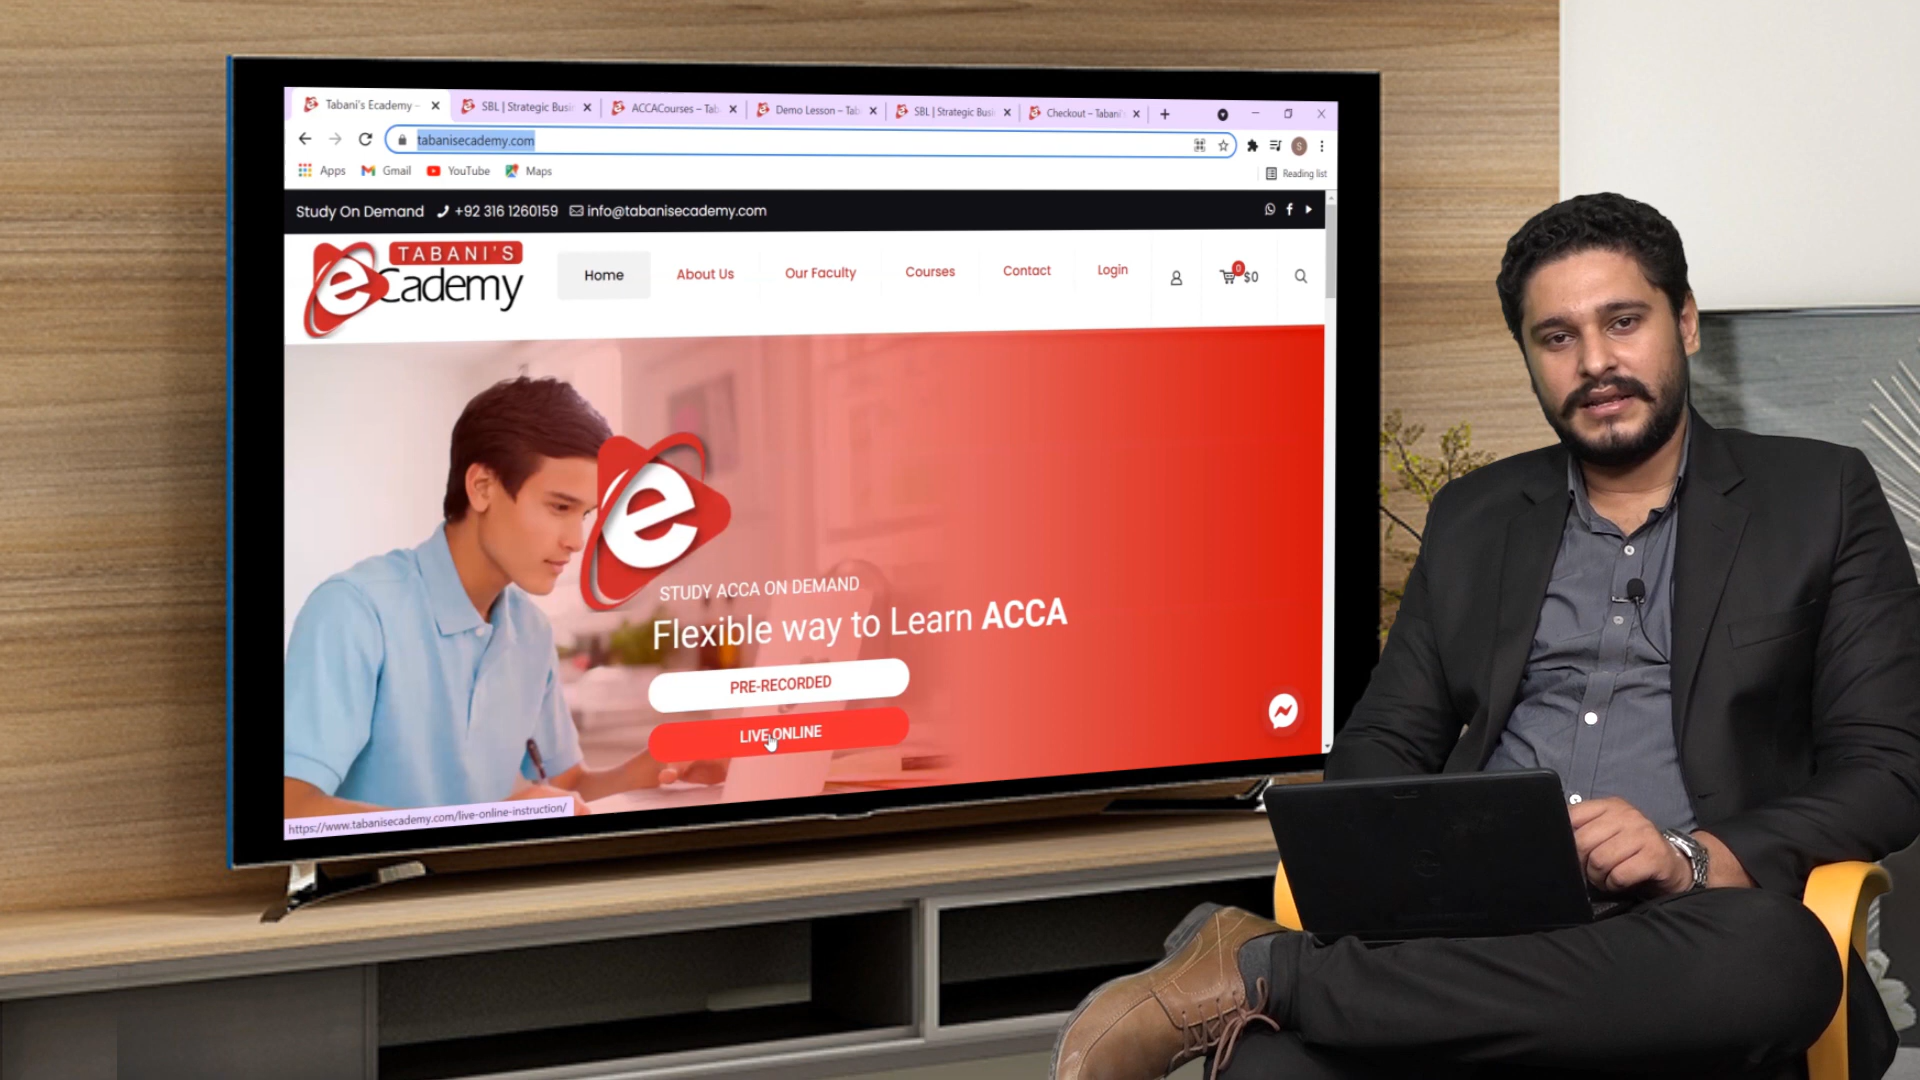 Tabani's Ecademy –
SBL | Strategic Busi
ACCACourses – Tab
Demo Lesson – Tab
SBL | Strategic Busi
Checkout – Tabani's
tabanisecademy.com
S
Apps
Gmail
YouTube
Maps
Reading list
Study On Demand
+92 316 1260159
info@tabanisecademy.com
TABANI'S
eCademy
Home
About Us
Our Faculty
Courses
Contact
Login
0
$0
e
STUDY ACCA ON DEMAND
Flexible way to Learn ACCA
PRE-RECORDED
LIVE ONLINE
https://www.tabanisecademy.com/live-online-instruction/